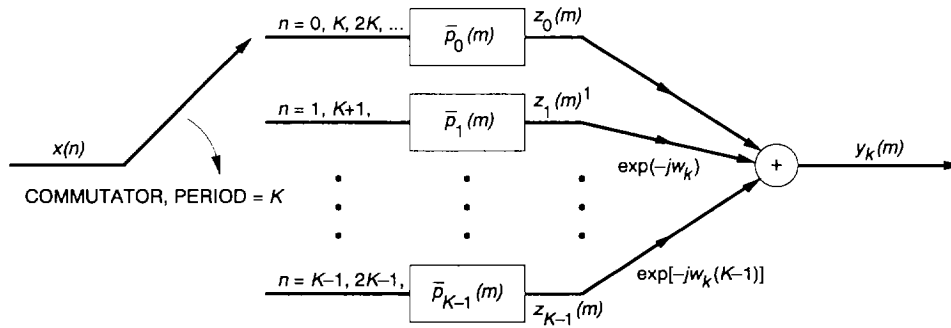 n = 0, K, 2K, ...
p̅₀(m)
z₀(m)
n = 1, K+1,
p̅₁(m)
z₁(m)¹
x(n)
exp(−jwₖ)
+
yₖ(m)
COMMUTATOR, PERIOD = K
n = K−1, 2K−1,
p̅K−1(m)
zK−1(m)
exp[−jwₖ(K−1)]